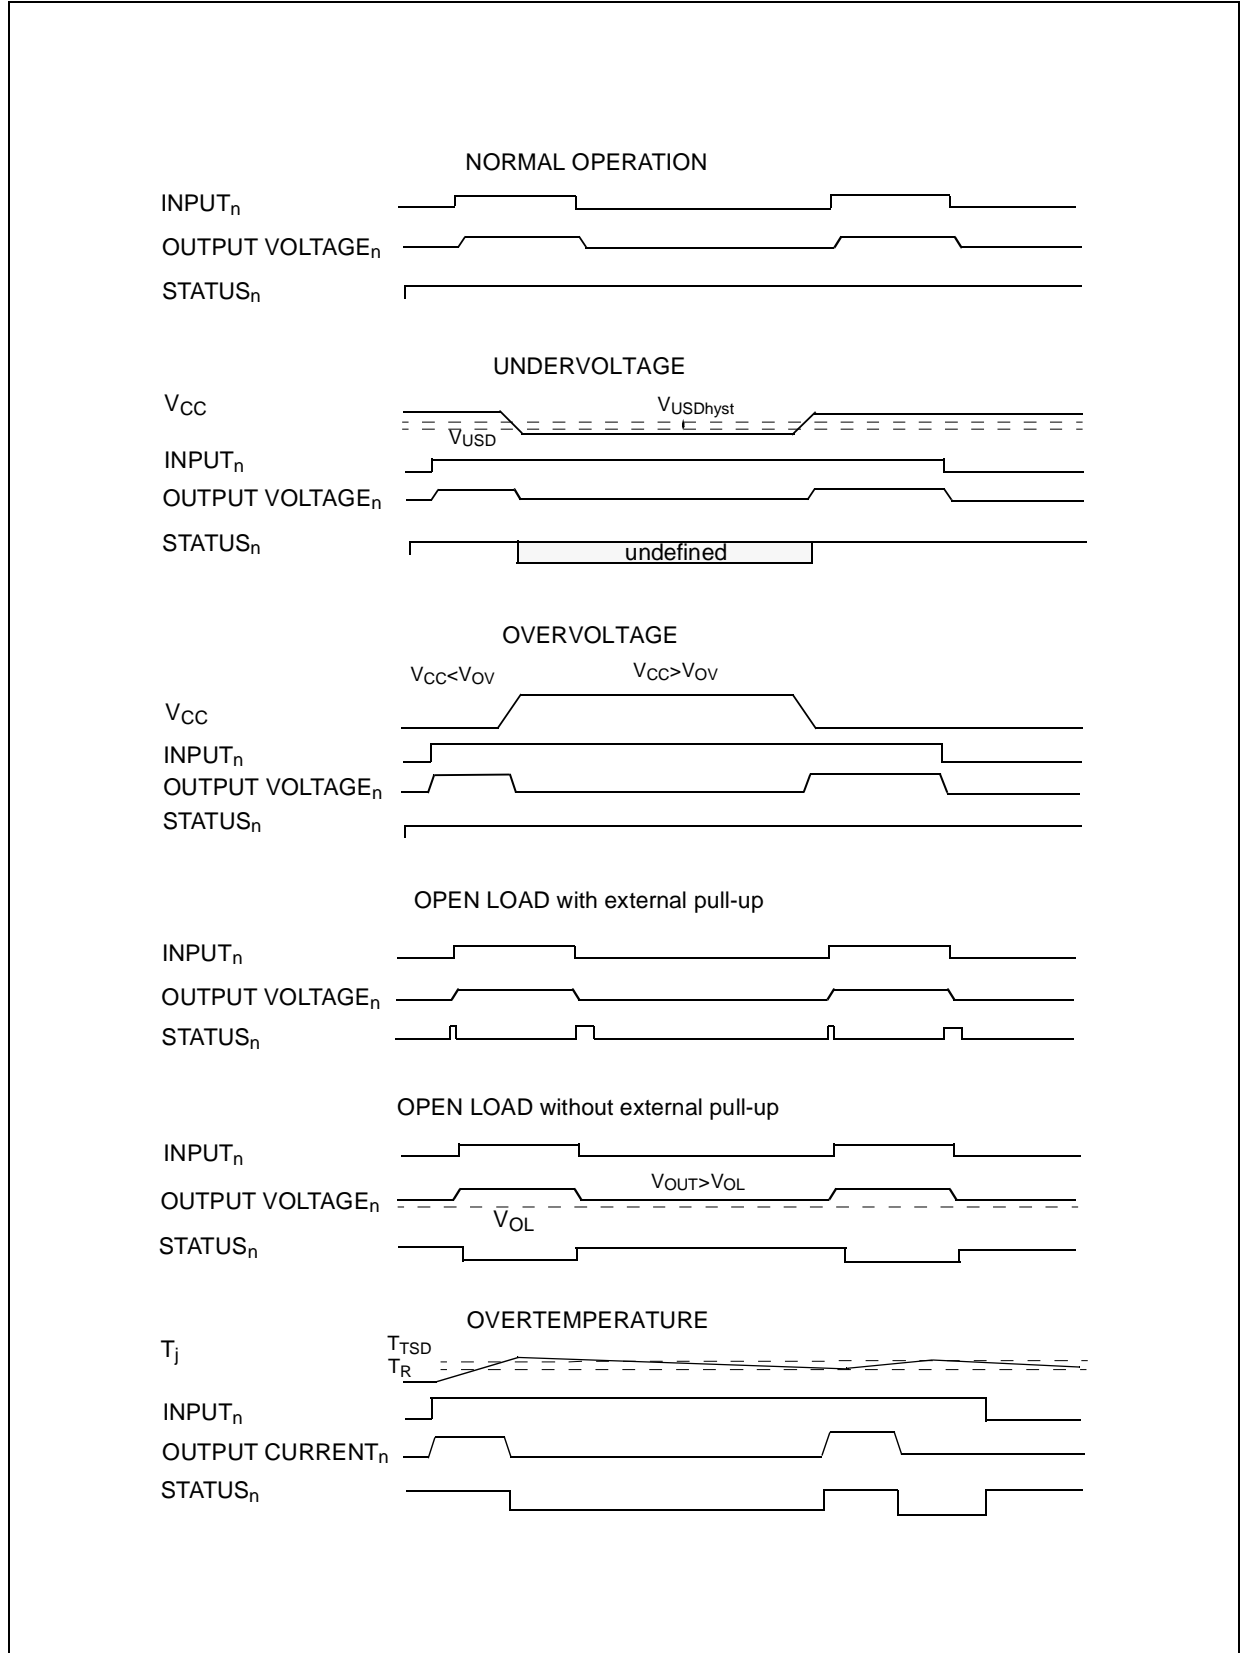 NORMAL OPERATION
INPUTn
OUTPUT VOLTAGEn
STATUSn
UNDERVOLTAGE
VCC
VUSDhyst
VUSD
INPUTn
OUTPUT VOLTAGEn
STATUSn
undefined
OVERVOLTAGE
VCC<VOV
VCC>VOV
VCC
INPUTn
OUTPUT VOLTAGEn
STATUSn
OPEN LOAD with external pull-up
INPUTn
OUTPUT VOLTAGEn
STATUSn
OPEN LOAD without external pull-up
INPUTn
VOUT>VOL
OUTPUT VOLTAGEn
VOL
STATUSn
OVERTEMPERATURE
Tj
TTSD
TR
INPUTn
OUTPUT CURRENTn
STATUSn